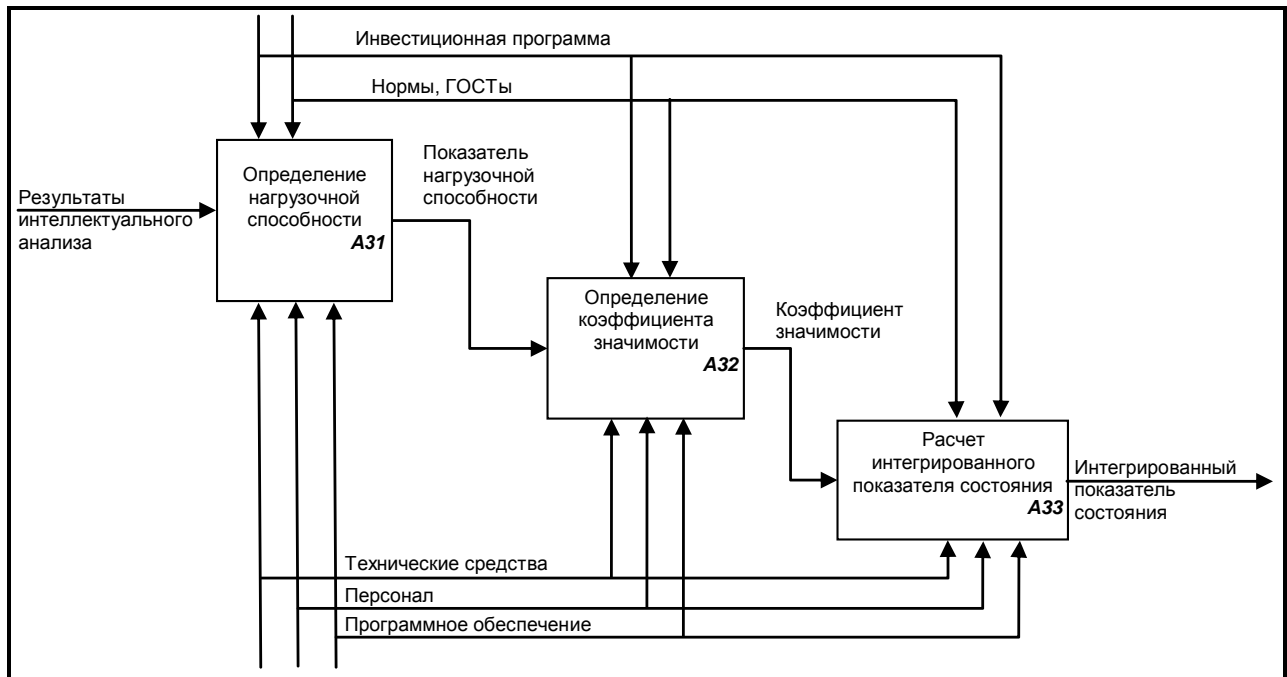 Инвестиционная программа
Нормы, ГОСТы
Результаты
интеллектуального
анализа
Определение
нагрузочной
способности
A31
Показатель
нагрузочной
способности
Определение
коэффициента
значимости
A32
Коэффициент
значимости
Расчет
интегрированного
показателя состояния
A33
Интегрированный
показатель
состояния
Технические средства
Персонал
Программное обеспечение